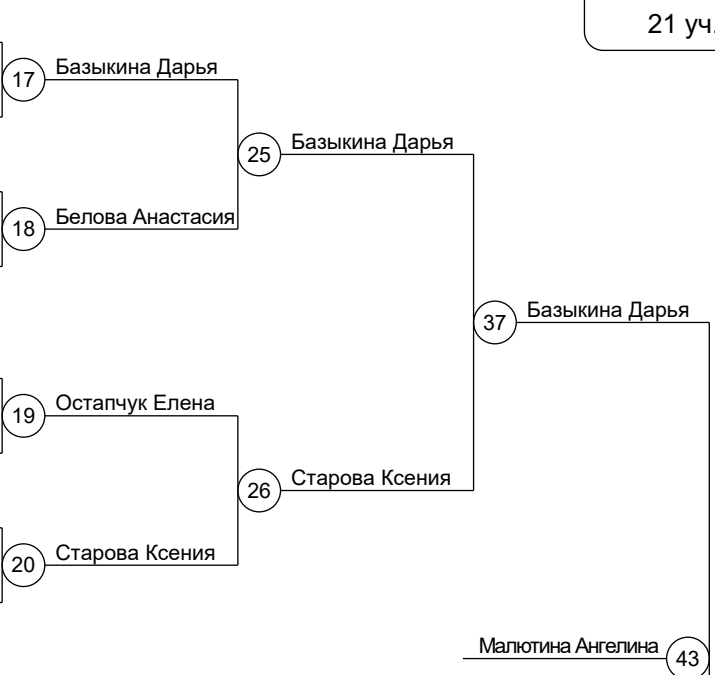 21 уч.
17 Базыкина Дарья
25 Базыкина Дарья
18 Белова Анастасия
37 Базыкина Дарья
19 Остапчук Елена
26 Старова Ксения
20 Старова Ксения
Малютина Ангелина 43